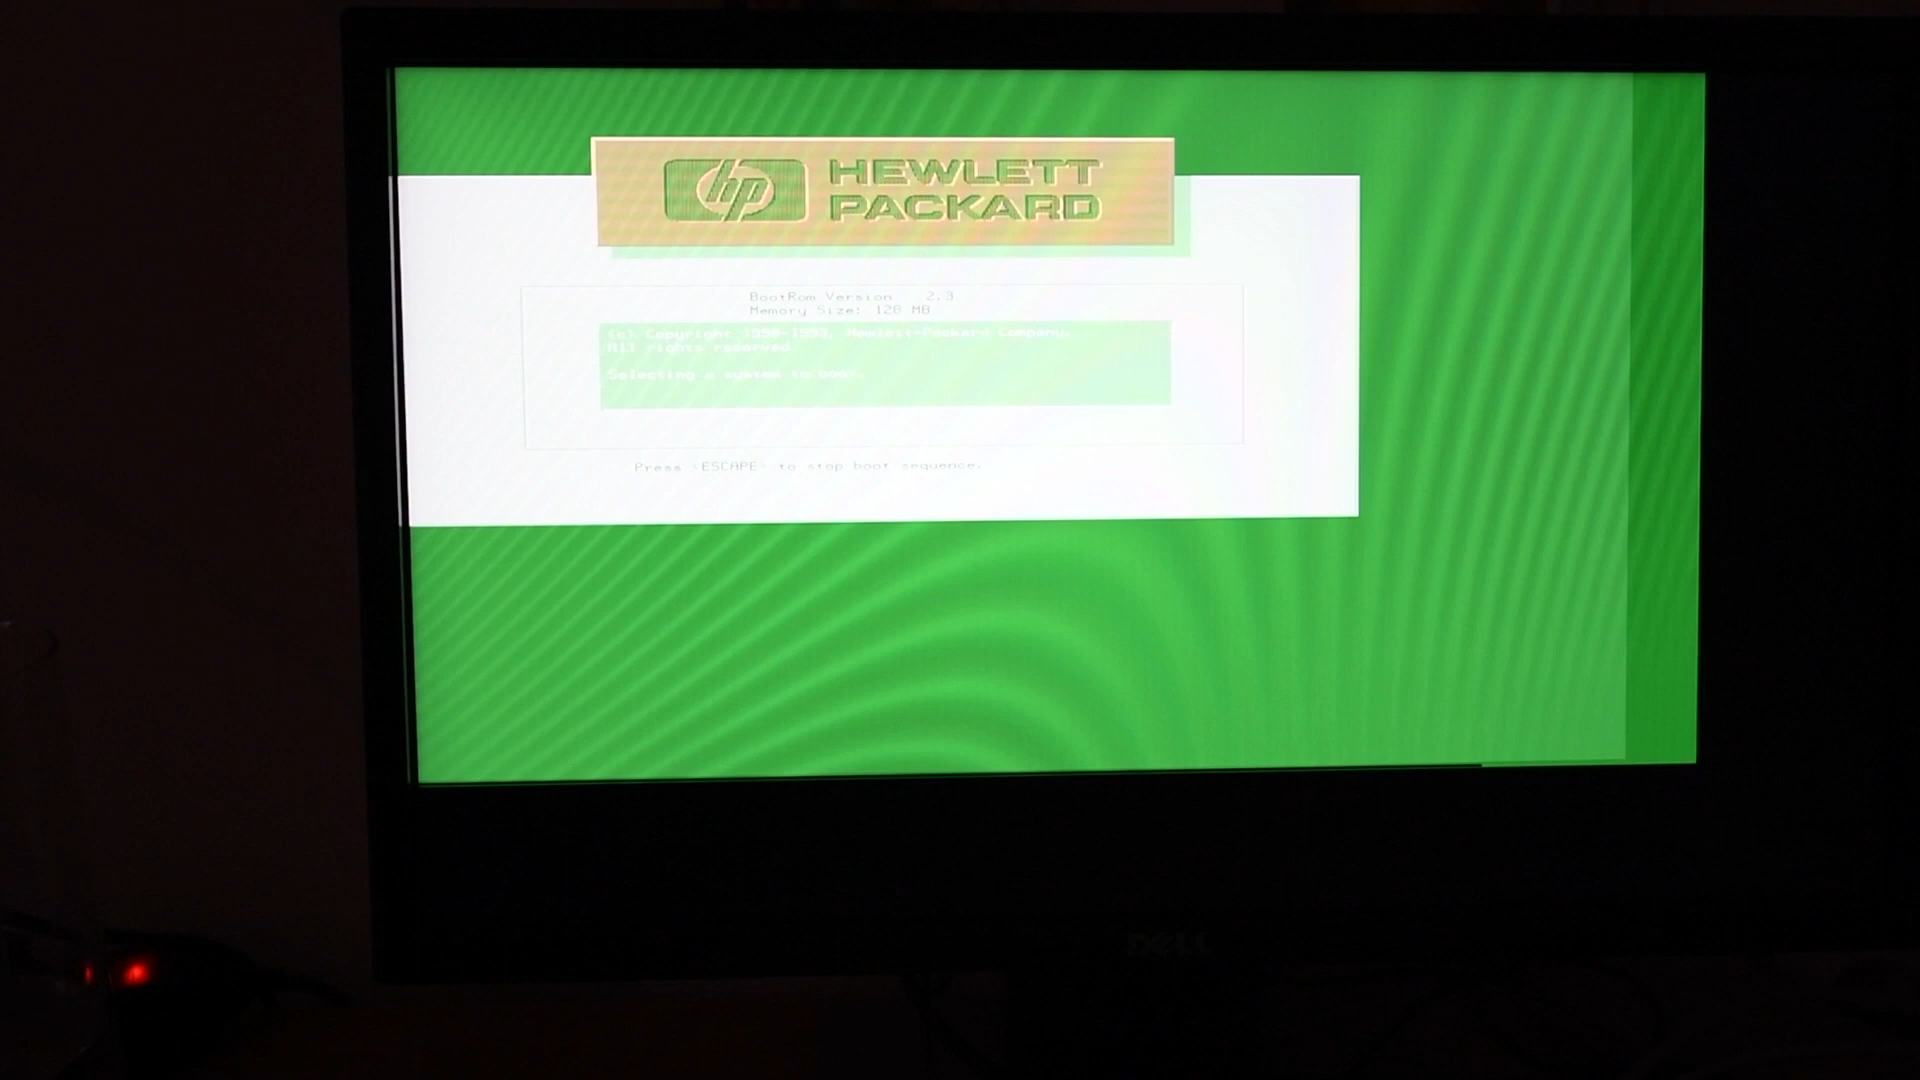 hp HEWLETT
PACKARD
BootRom Version 2.3
Memory Size: 128 MB
(c) Copyright 1990-1993, Hewlett-Packard Company.
All rights reserved.
Selecting a system to boot.
Press <ESCAPE> to stop boot sequence.
DELL